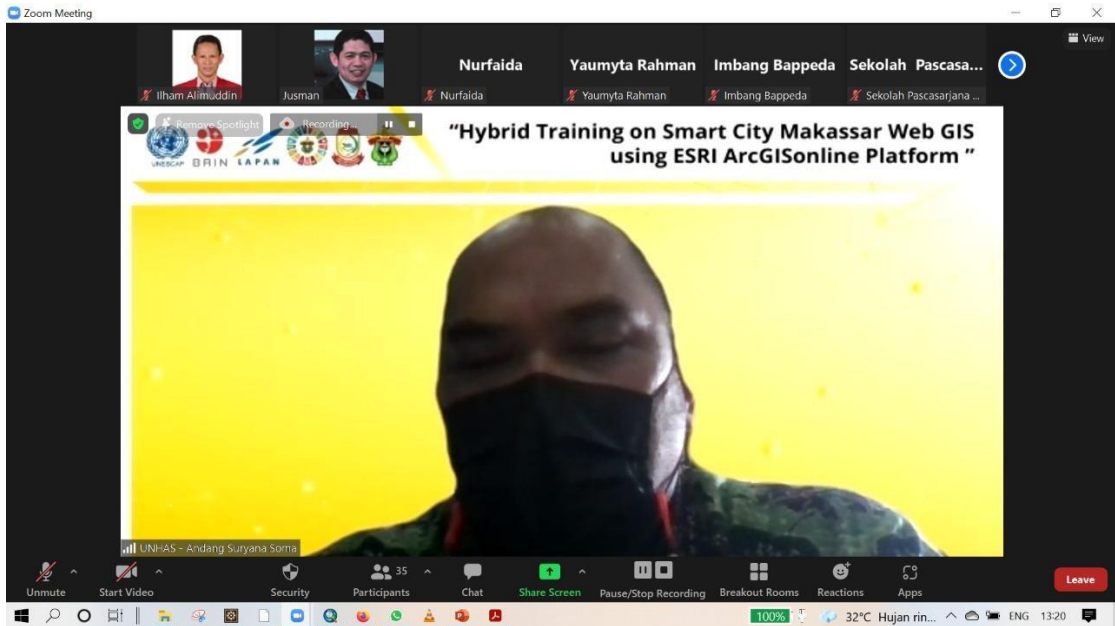 Zoom Meeting
View
Nurfaida
Yaumyta Rahman
Imbang Bappeda
Sekolah Pascasa...
Ilham Alimuddin
Jusman
Nurfaida
Yaumyta Rahman
Imbang Bappeda
Sekolah Pascasarjana ...
Remove Spotlight
Recording...
UNESCAP
BRIN
LAPAN
“Hybrid Training on Smart City Makassar Web GIS
using ESRI ArcGISonline Platform ”
UNHAS - Andang Suryana Soma
35
Unmute
Start Video
Security
Participants
Chat
Share Screen
Pause/Stop Recording
Breakout Rooms
Reactions
Apps
Leave
100%
32°C Hujan rin...
ENG
13:20